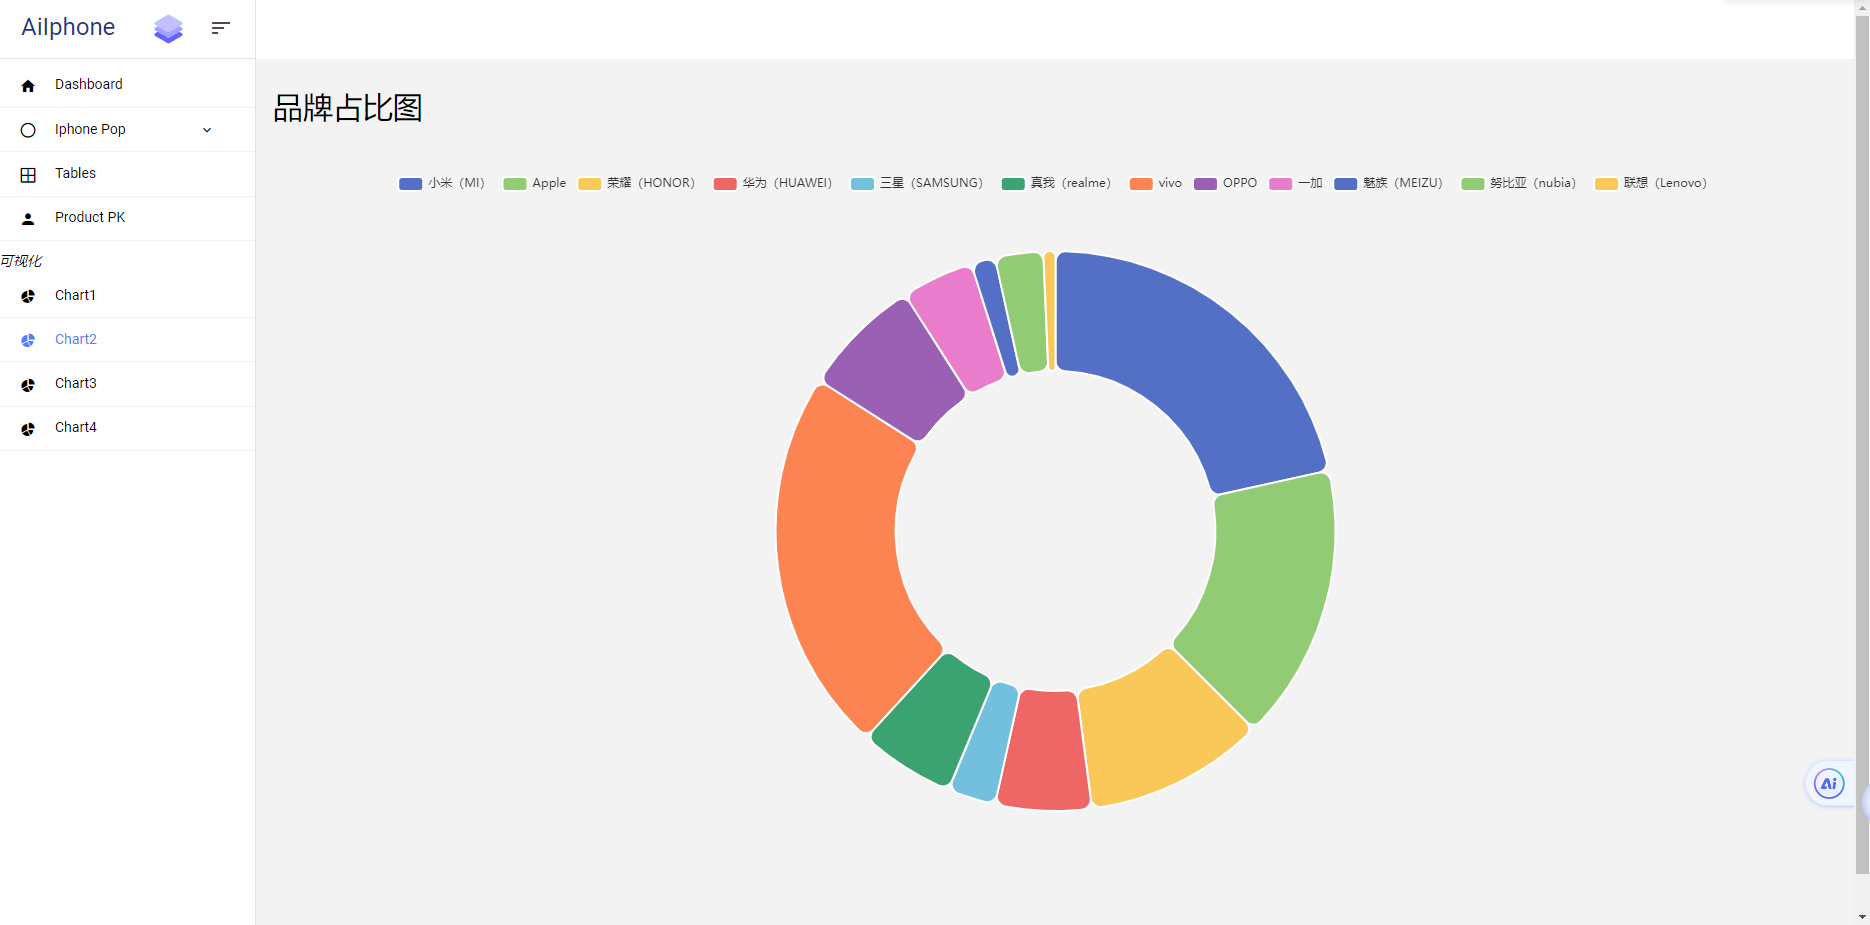 AiIphone
Dashboard
Iphone Pop
Tables
Product PK
可视化
Chart1
Chart2
Chart3
Chart4
品牌占比图
小米（MI） Apple 荣耀（HONOR） 华为（HUAWEI） 三星（SAMSUNG） 真我（realme） vivo OPPO 一加 魅族（MEIZU） 努比亚（nubia） 联想（Lenovo）
Ai